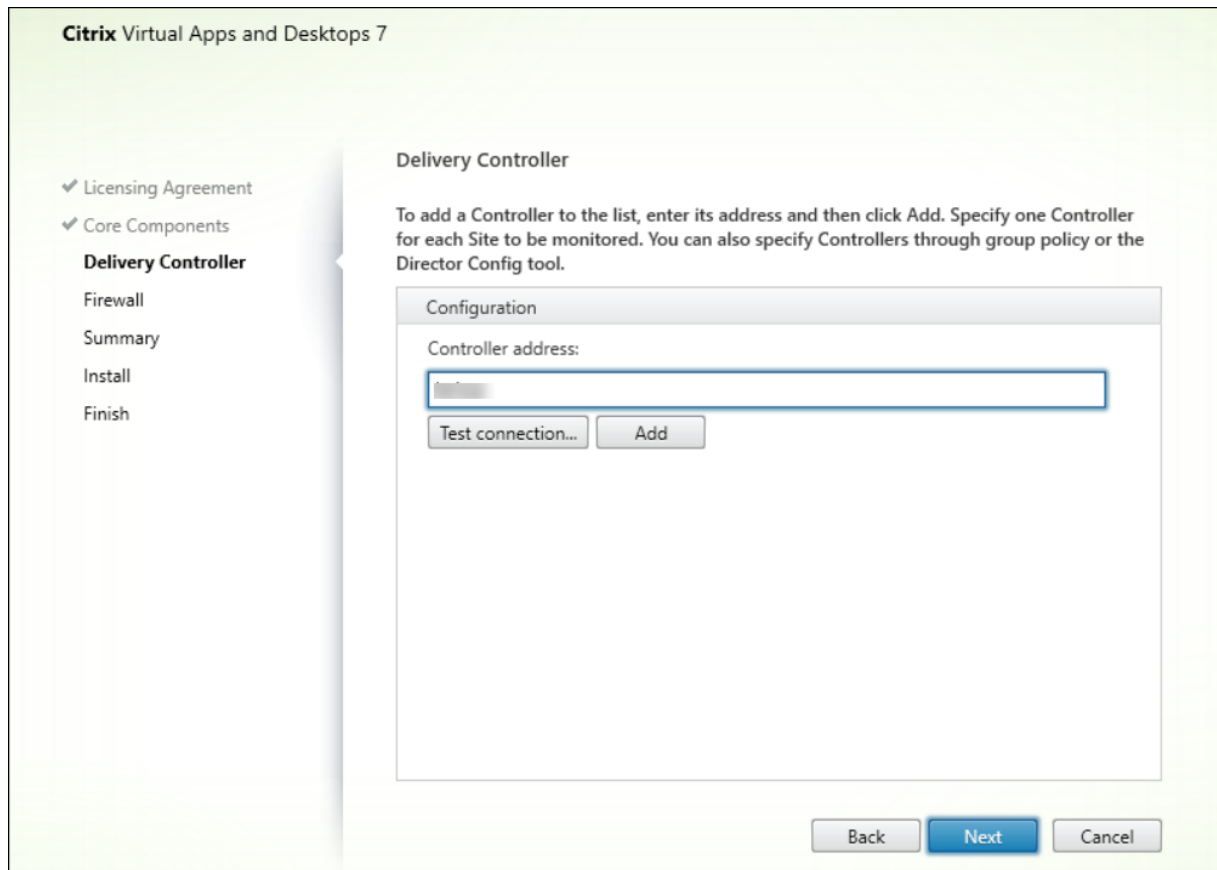 Citrix Virtual Apps and Desktops 7
Licensing Agreement
Core Components
Delivery Controller
Firewall
Summary
Install
Finish
Delivery Controller
To add a Controller to the list, enter its address and then click Add. Specify one Controller
for each Site to be monitored. You can also specify Controllers through group policy or the
Director Config tool.
Configuration
Controller address:
Test connection... Add
Back Next Cancel